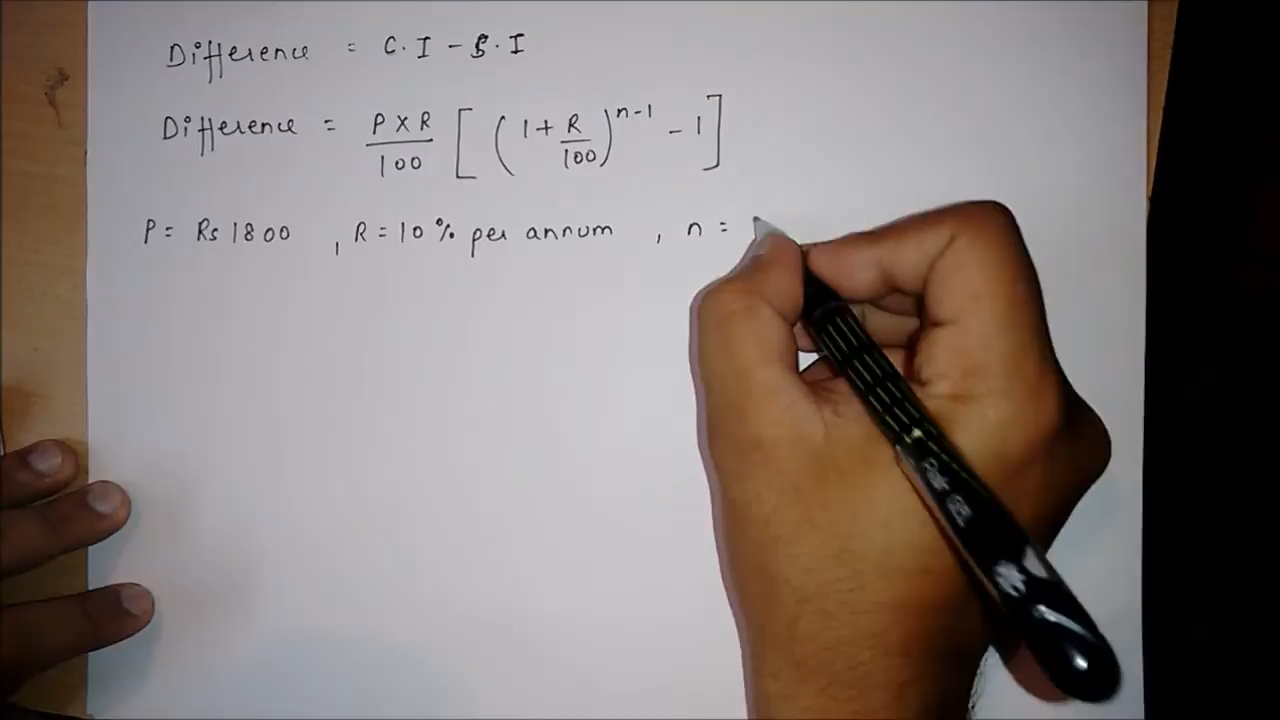 Difference = C.I - S.I
Difference = P X R / 100 [ ( 1 + R / 100 )^n-1 - 1 ]
P = Rs 1800 , R = 10 % per annum , n =